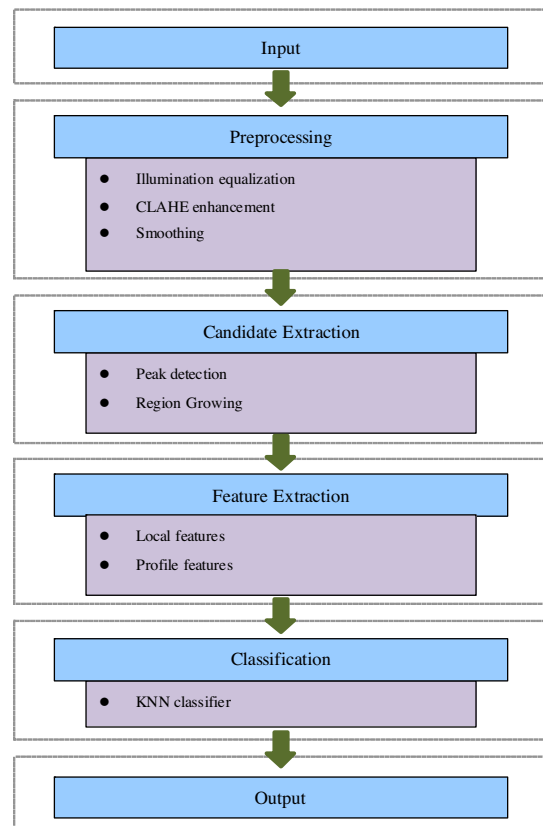 Input
Preprocessing
● Illumination equalization
● CLAHE enhancement
● Smoothing
Candidate Extraction
● Peak detection
● Region Growing
Feature Extraction
● Local features
● Profile features
Classification
● KNN classifier
Output